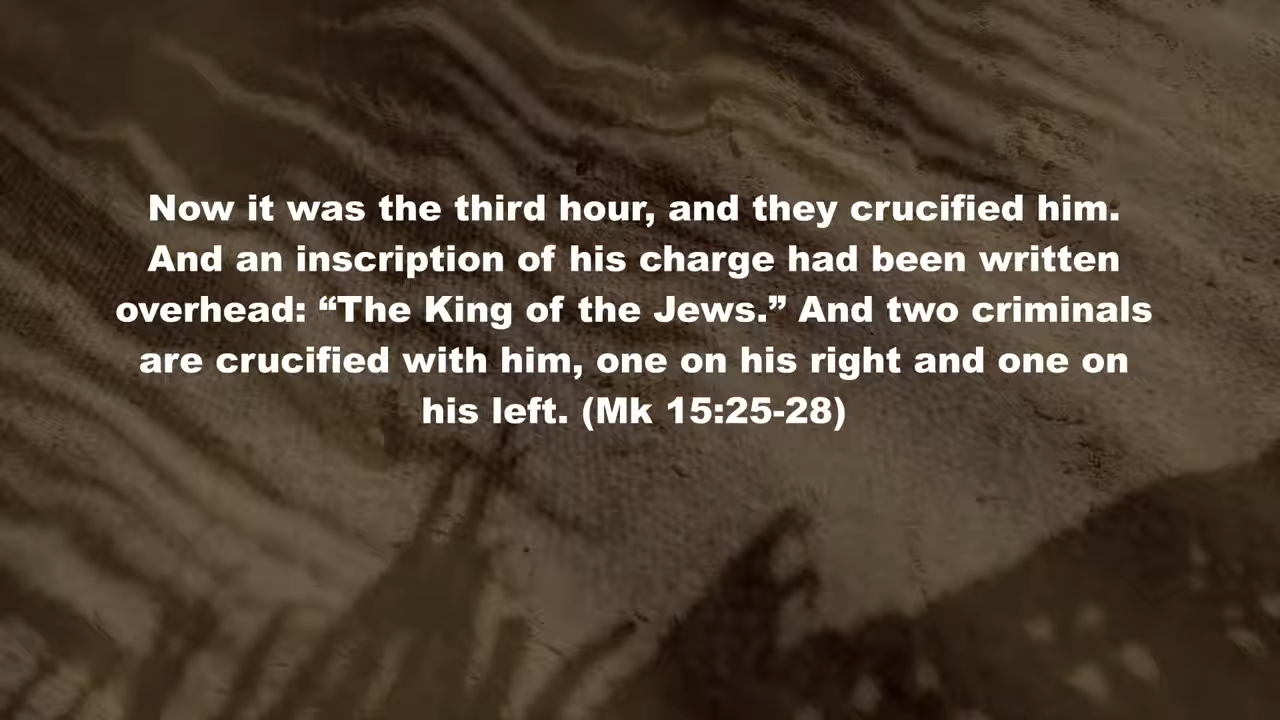 Now it was the third hour, and they crucified him.
And an inscription of his charge had been written
overhead: “The King of the Jews.” And two criminals
are crucified with him, one on his right and one on
his left. (Mk 15:25-28)